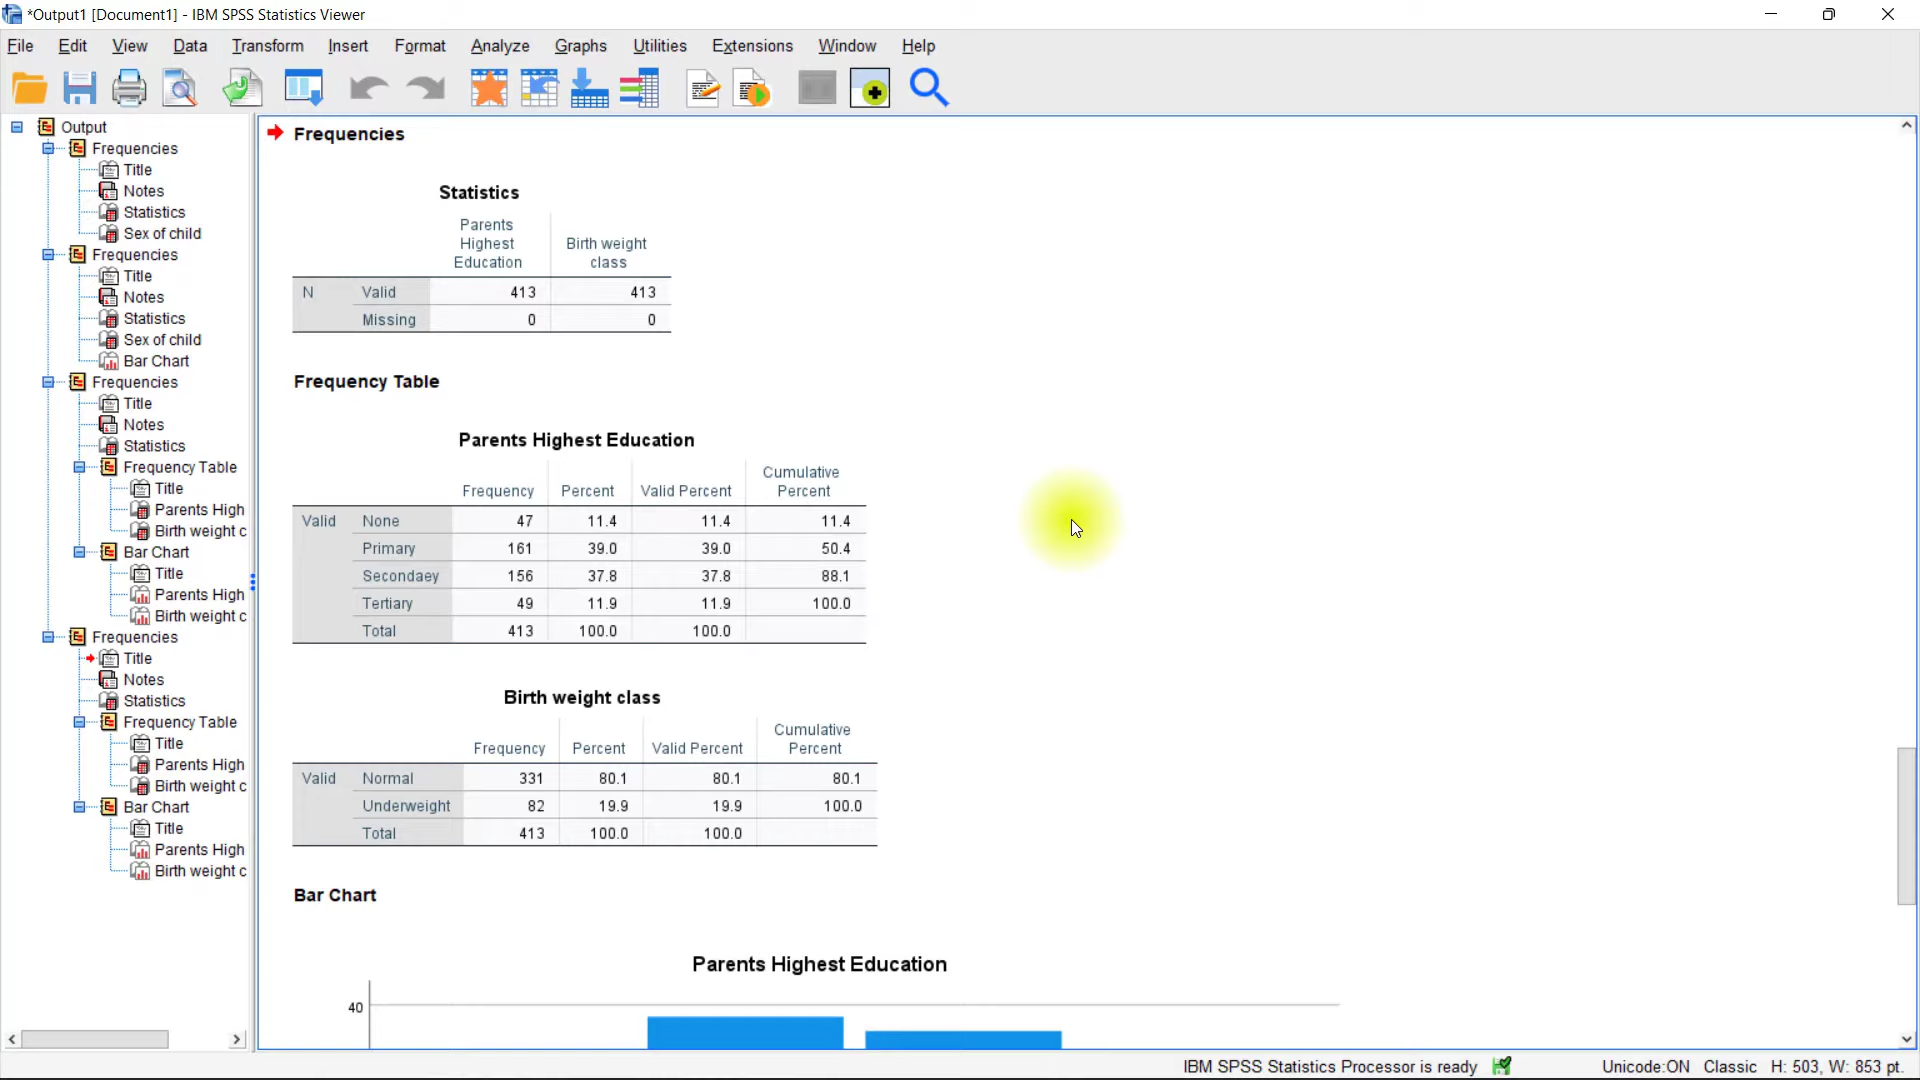 *Output1 [Document1] - IBM SPSS Statistics Viewer
File Edit View Data Transform Insert Format Analyze Graphs Utilities Extensions Window Help
Output
Frequencies
Title
Notes
Statistics
Sex of child
Frequencies
Title
Notes
Statistics
Sex of child
Bar Chart
Frequencies
Title
Notes
Statistics
Frequency Table
Title
Parents High
Birth weight c
Bar Chart
Title
Parents High
Birth weight c
Frequencies
Title
Notes
Statistics
Frequency Table
Title
Parents High
Birth weight c
Bar Chart
Title
Parents High
Birth weight c
Frequencies
Statistics
Parents
Highest
Education
Birth weight
class
N Valid 413 413
Missing 0 0
Frequency Table
Parents Highest Education
Frequency Percent Valid Percent Cumulative
Percent
Valid None 47 11.4 11.4 11.4
Primary 161 39.0 39.0 50.4
Secondaey 156 37.8 37.8 88.1
Tertiary 49 11.9 11.9 100.0
Total 413 100.0 100.0
Birth weight class
Frequency Percent Valid Percent Cumulative
Percent
Valid Normal 331 80.1 80.1 80.1
Underweight 82 19.9 19.9 100.0
Total 413 100.0 100.0
Bar Chart
Parents Highest Education
40
IBM SPSS Statistics Processor is ready Unicode:ON Classic H: 503, W: 853 pt.